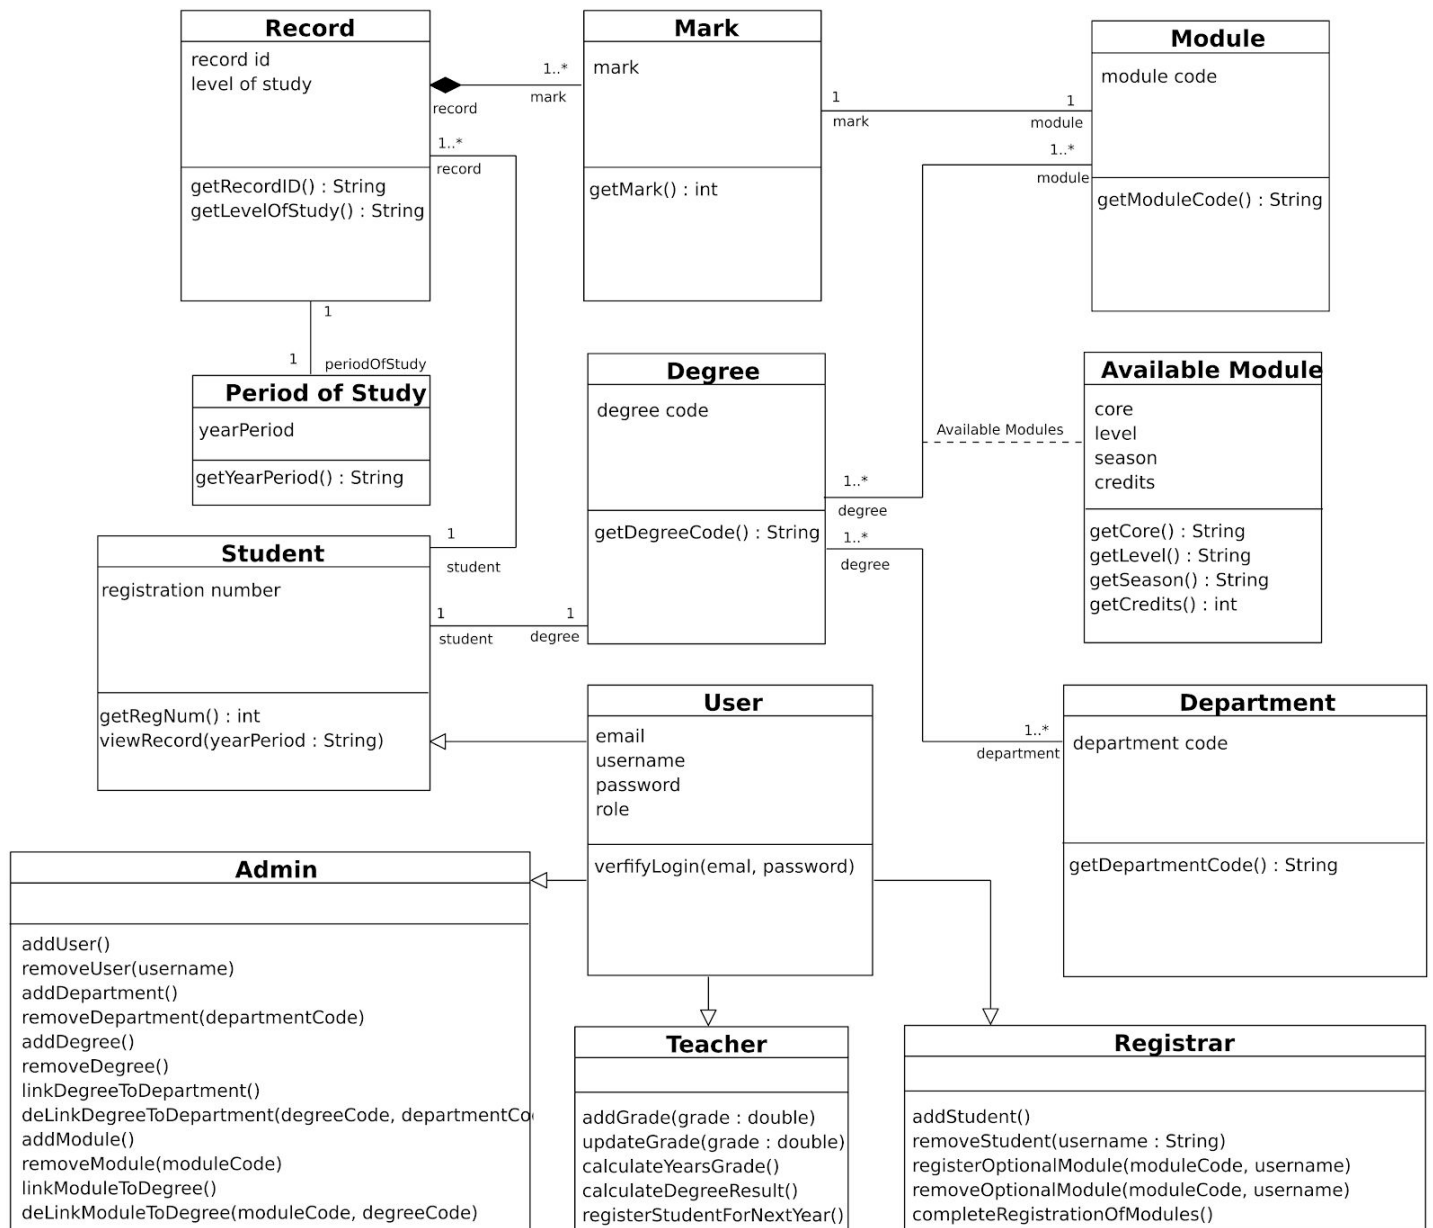 Record
record id
level of study
getRecordID() : String
getLevelOfStudy() : String
1..*
mark
record
1..*
record
Mark
mark
getMark() : int
1
mark
1
module
1..*
module
Module
module code
getModuleCode() : String
1
1
periodOfStudy
Period of Study
yearPeriod
getYearPeriod() : String
Degree
degree code
getDegreeCode() : String
Available Modules
1..*
degree
1..*
degree
Available Module
core
level
season
credits
getCore() : String
getLevel() : String
getSeason() : String
getCredits() : int
Student
registration number
getRegNum() : int
viewRecord(yearPeriod : String)
1
student
1
student
1
degree
User
email
username
password
role
verfifyLogin(emal, password)
1..*
department
Department
department code
getDepartmentCode() : String
Admin
addUser()
removeUser(username)
addDepartment()
removeDepartment(departmentCode)
addDegree()
removeDegree()
linkDegreeToDepartment()
deLinkDegreeToDepartment(degreeCode, departmentCo
addModule()
removeModule(moduleCode)
linkModuleToDegree()
deLinkModuleToDegree(moduleCode, degreeCode)
Teacher
addGrade(grade : double)
updateGrade(grade : double)
calculateYearsGrade()
calculateDegreeResult()
registerStudentForNextYear()
Registrar
addStudent()
removeStudent(username : String)
registerOptionalModule(moduleCode, username)
removeOptionalModule(moduleCode, username)
completeRegistrationOfModules()